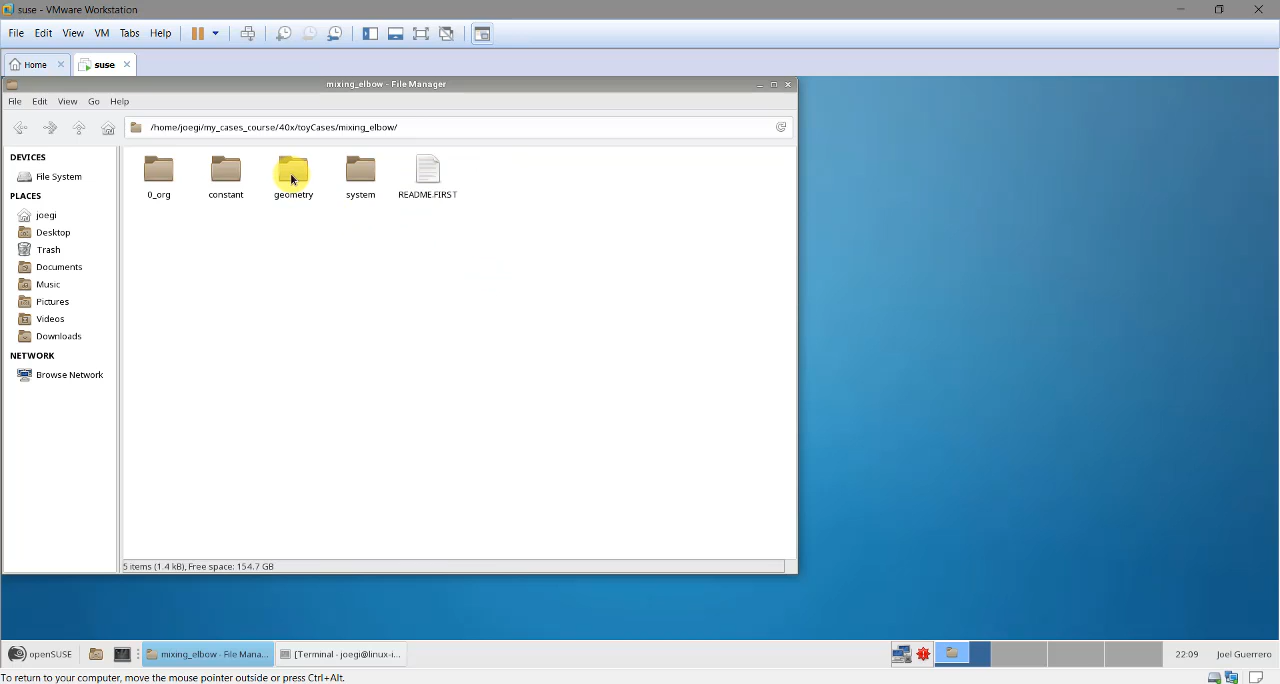 suse - VMware Workstation
File Edit View VM Tabs Help
Home suse
mixing_elbow - File Manager
File Edit View Go Help
/home/joegi/my_cases_course/40x/toyCases/mixing_elbow/
DEVICES
File System
PLACES
joegi
Desktop
Trash
Documents
Music
Pictures
Videos
Downloads
NETWORK
Browse Network
0_org constant geometry system README.FIRST
5 items (1.4 kB), Free space: 154.7 GB
openSUSE mixing_elbow - File Mana... [Terminal - joegi@linux-i... 22:09 Joel Guerrero
To return to your computer, move the mouse pointer outside or press Ctrl+Alt.